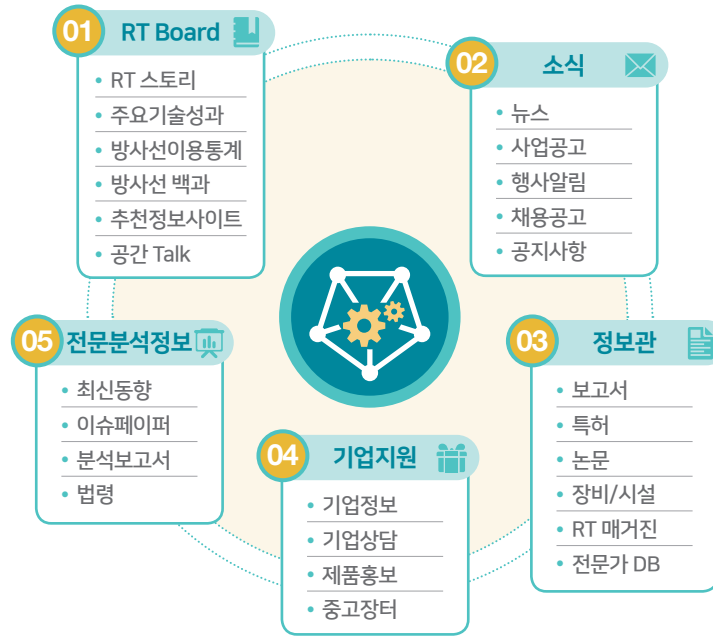 01 RT Board
• RT 스토리
• 주요기술성과
• 방사선이용통계
• 방사선 백과
• 추천정보사이트
• 공간 Talk
02 소식
• 뉴스
• 사업공고
• 행사알림
• 채용공고
• 공지사항
03 정보관
• 보고서
• 특허
• 논문
• 장비/시설
• RT 매거진
• 전문가 DB
04 기업지원
• 기업정보
• 기업상담
• 제품홍보
• 중고장터
05 전문분석정보
• 최신동향
• 이슈페이퍼
• 분석보고서
• 법령